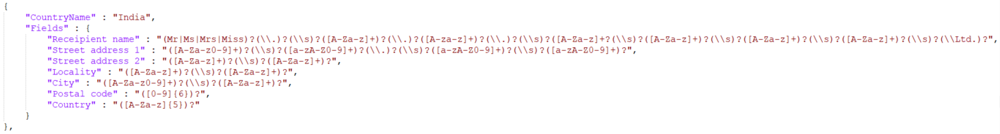 {
"CountryName" : "India",
"Fields" : {
"Receipient name" : "(Mr|Ms|Mrs|Miss)?(\\.)?(\\s)?([A-Za-z]+)?(\\.)?([A-za-z]+)?(\\.)?(\\s)?([A-Za-z]+?(\\s)?([A-Za-z]+)?(\\s)?([A-Za-z]+)?(\\s)?([A-Za-z]+)?(\\s)?(\\Ltd.)?",
"Street address 1" : "([A-Za-z0-9]+)?(\\s)?([a-zA-Z0-9]+)?(\\.)?(\\s)?([a-zA-Z0-9]+)?(\\s)?([a-zA-Z0-9]+)?",
"Street address 2" : "([A-Za-z]+)?(\\s)?([A-Za-z]+)?",
"Locality" : "([A-Za-z]+)?(\\s)?([A-Za-z]+)?",
"City" : "([A-Za-z0-9]+)?(\\s)?([A-Za-z]+)?",
"Postal code" : "([0-9]{6})?",
"Country" : "([A-Za-z]{5})?"
}
},